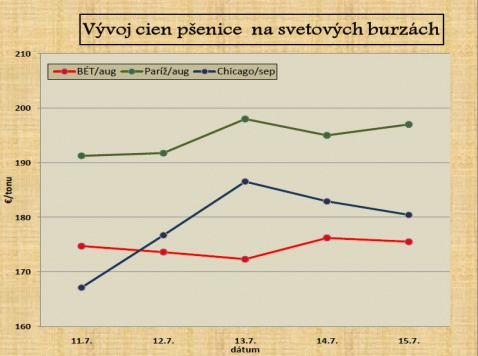 Vývoj cien pšenice na svetových burzách
BÉT/aug Paríž/aug Chicago/sep
210
200
190
180
170
160
€/tonu
11.7. 12.7. 13.7. 14.7. 15.7.
dátum